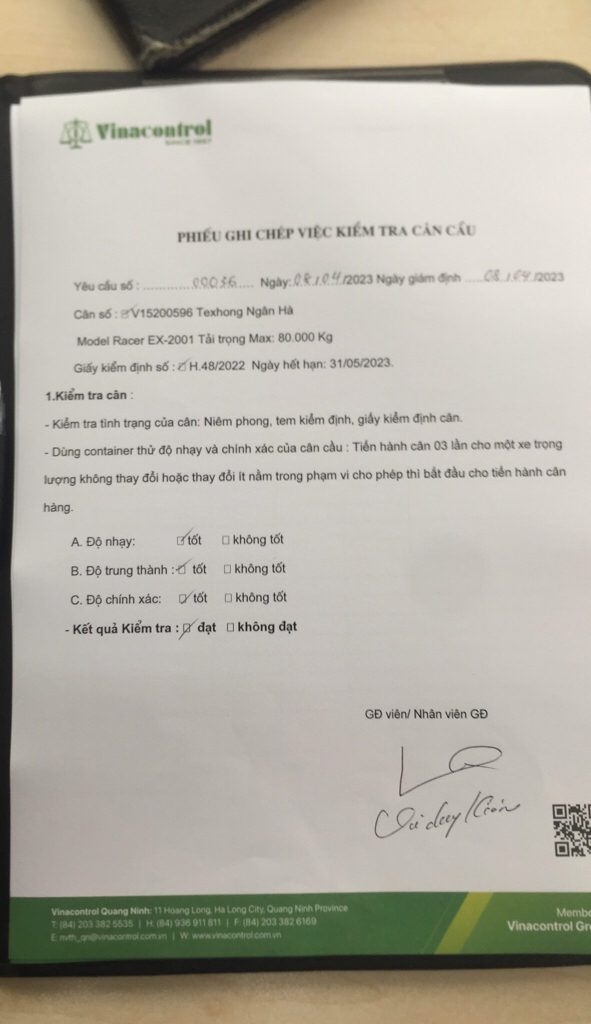 Vinacontrol
SINCE 1957
PHIẾU GHI CHÉP VIỆC KIỂM TRA CÂN CẦU
Yêu cầu số : .............. 00036 .... Ngày: 08/04/2023 Ngày giám định ..... 08/04/2023
Cân số : ☑V15200596 Texhong Ngân Hà
Model Racer EX-2001 Tải trọng Max: 80.000 Kg
Giấy kiểm định số : ☑H.48/2022 Ngày hết hạn: 31/05/2023.
1.Kiểm tra cân :
- Kiểm tra tình trạng của cân: Niêm phong, tem kiểm định, giấy kiểm định cân.
- Dùng container thử độ nhạy và chính xác của cân cầu : Tiến hành cân 03 lần cho một xe trọng
lượng không thay đổi hoặc thay đổi ít nằm trong phạm vi cho phép thì bắt đầu cho tiến hành cân
hàng.
A. Độ nhạy: ☑tốt ☐ không tốt
B. Độ trung thành : ☑ tốt ☐ không tốt
C. Độ chính xác: ☑ tốt ☐ không tốt
- Kết quả Kiểm tra : ☑ đạt ☐ không đạt
GĐ viên/ Nhân viên GĐ
Vinacontrol Quang Ninh: 11 Hoang Long, Ha Long City, Quang Ninh Province
T: (84) 203 382 5535 | H: (84) 936 911 811 | F: (84) 203 382 6169
E: nvth_qn@vinacontrol.com.vn | W: www.vinacontrol.com.vn
Membe
Vinacontrol Gro